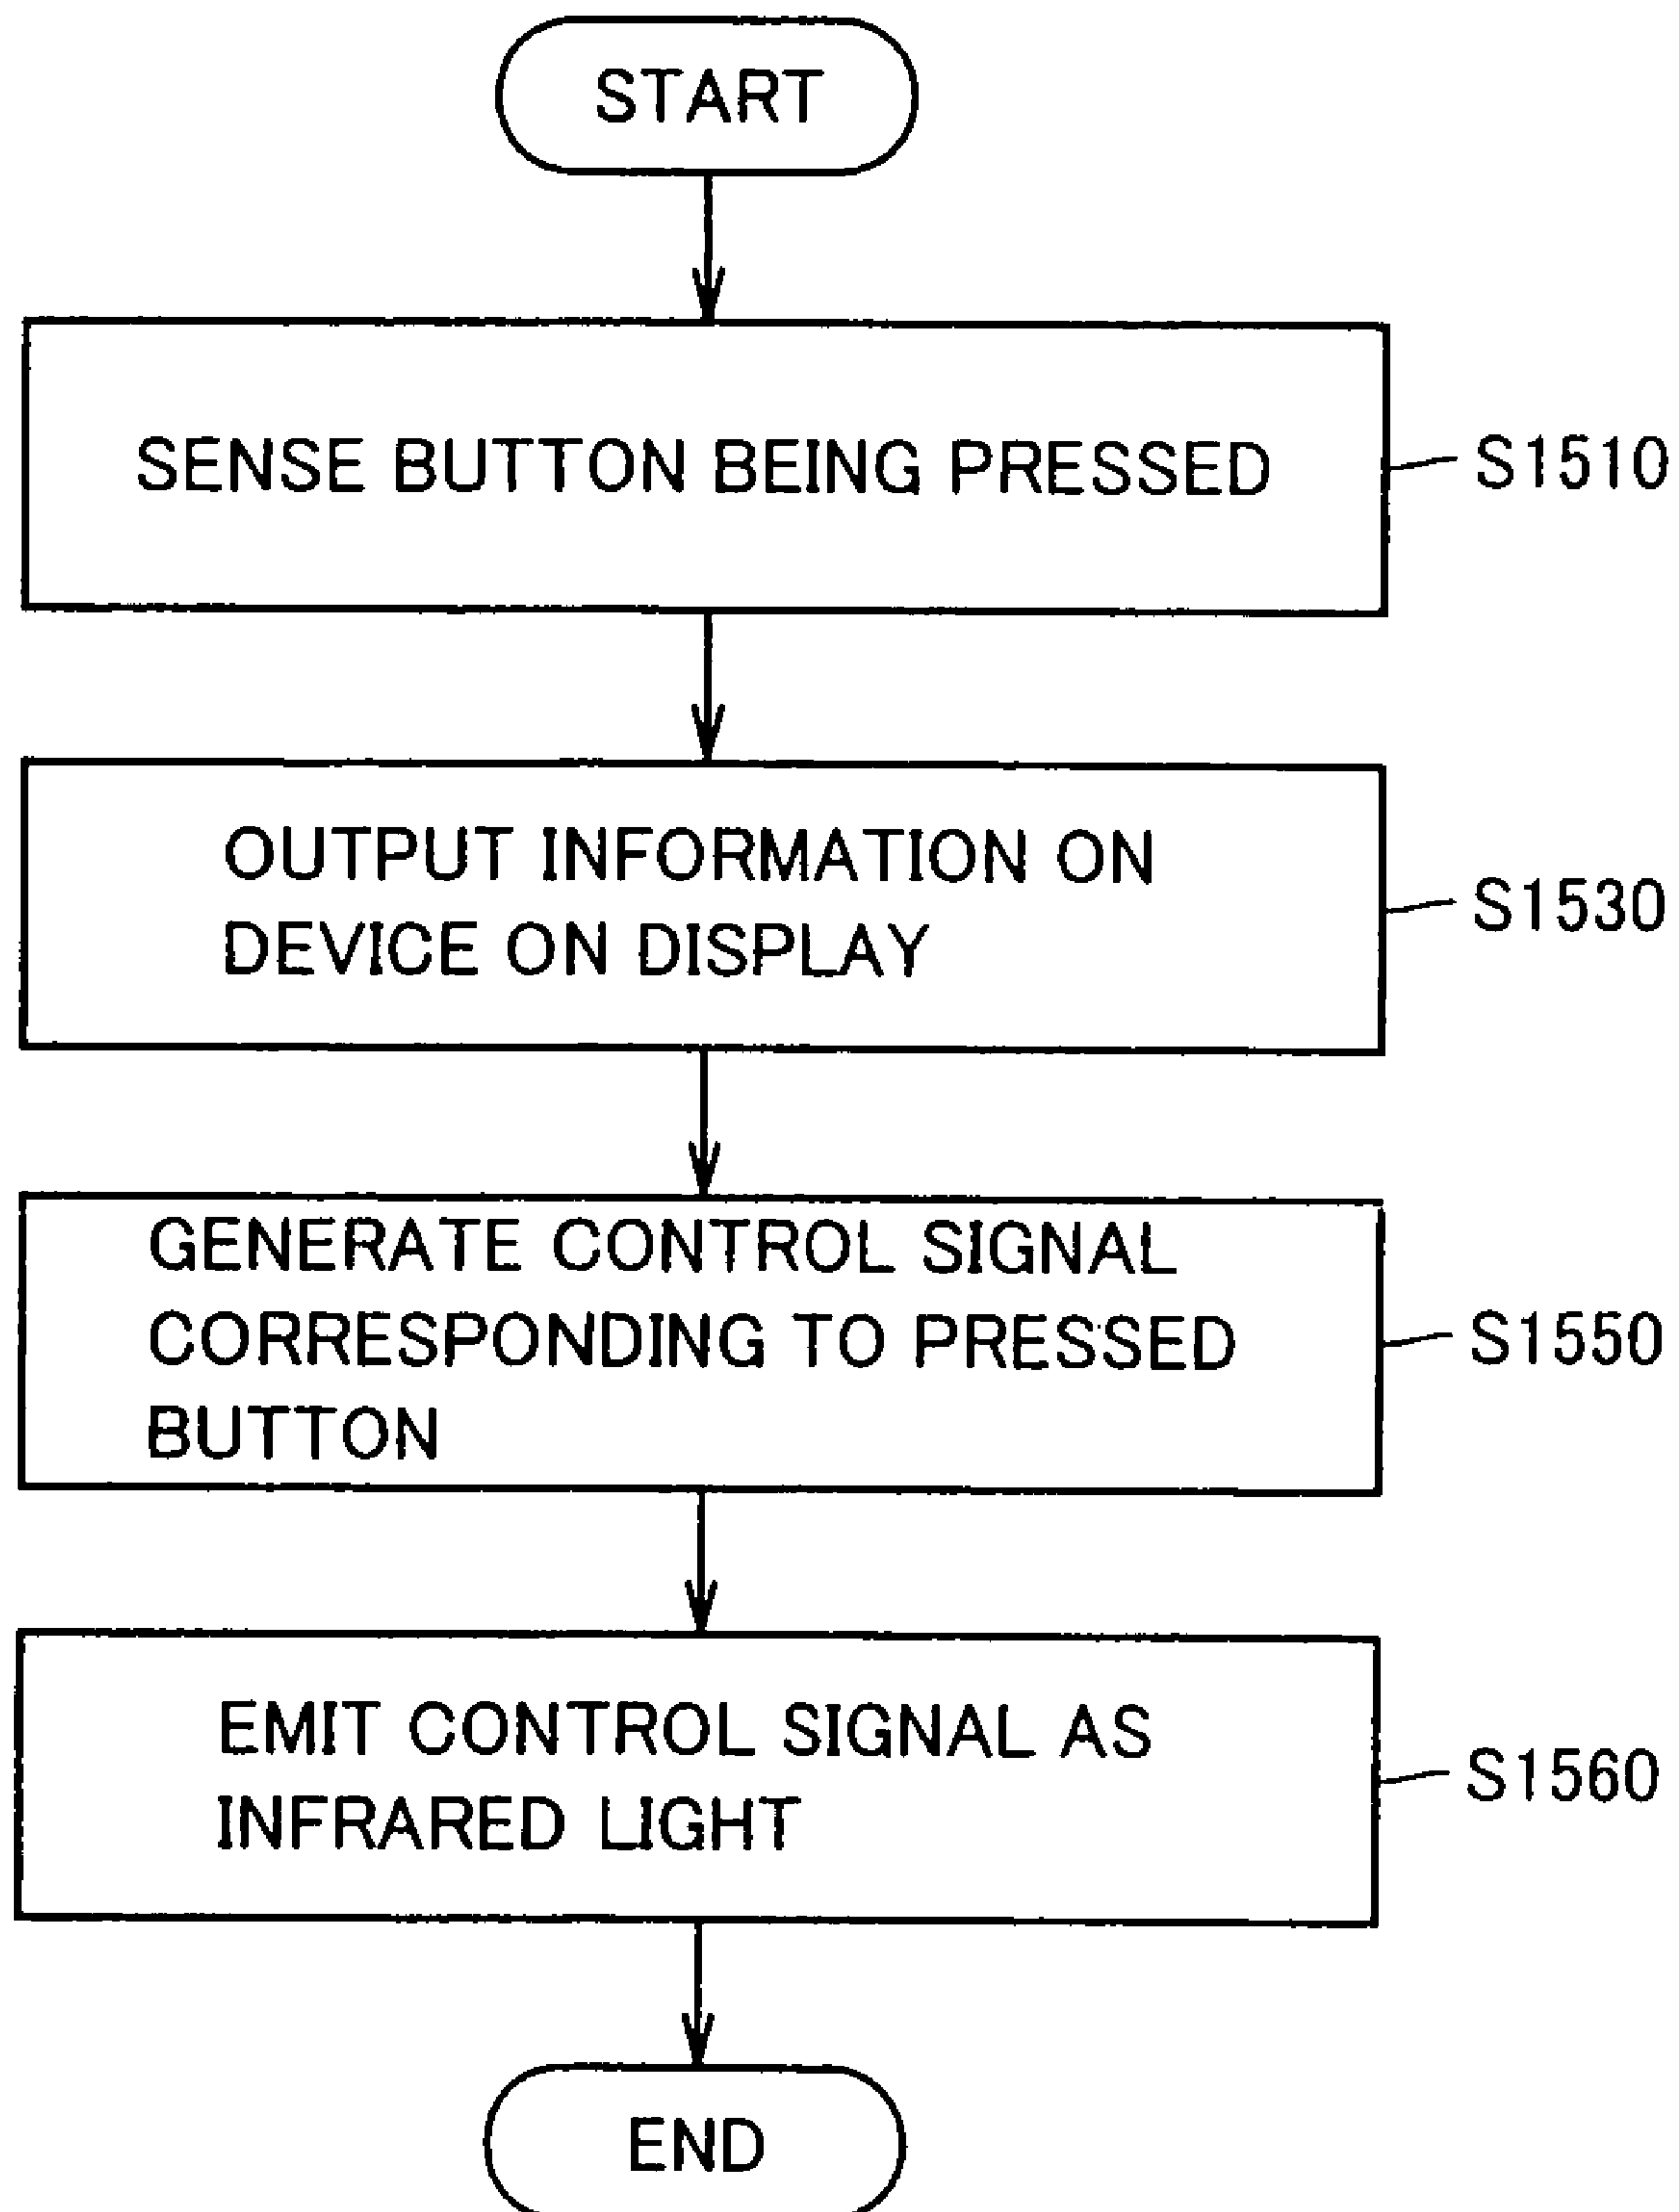 START
SENSE BUTTON BEING PRESSED
S1510
OUTPUT INFORMATION ON
DEVICE ON DISPLAY
S1530
GENERATE CONTROL SIGNAL
CORRESPONDING TO PRESSED
BUTTON
S1550
EMIT CONTROL SIGNAL AS
INFRARED LIGHT
S1560
END